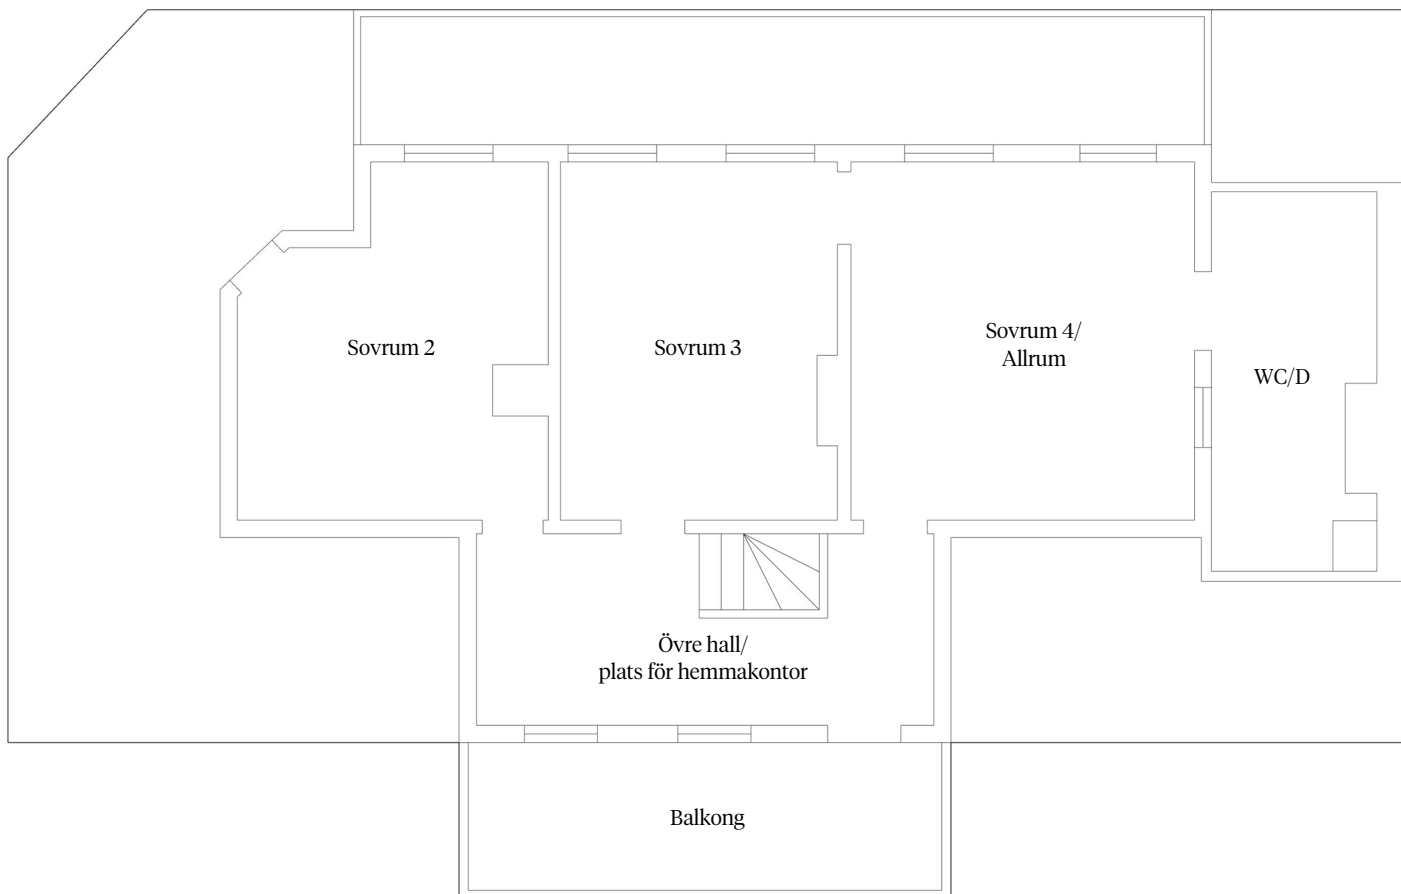 Sovrum 2
Sovrum 3
Sovrum 4/
Allrum
WC/D
Övre hall/
plats för hemmakontor
Balkong